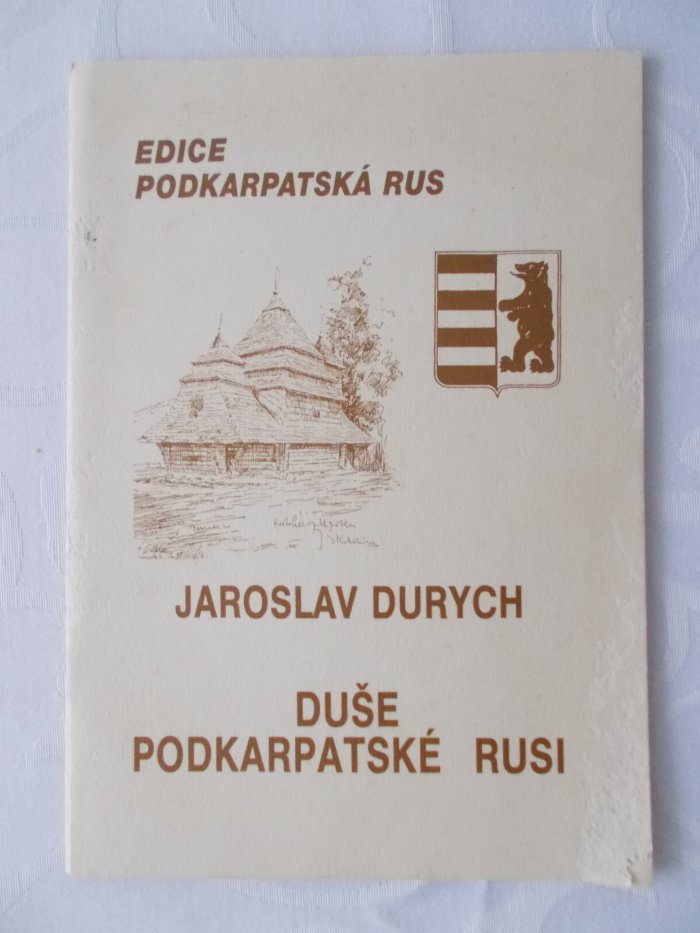 EDICE
PODKARPATSKÁ RUS
JAROSLAV DURYCH
DUŠE
PODKARPATSKÉ RUSI